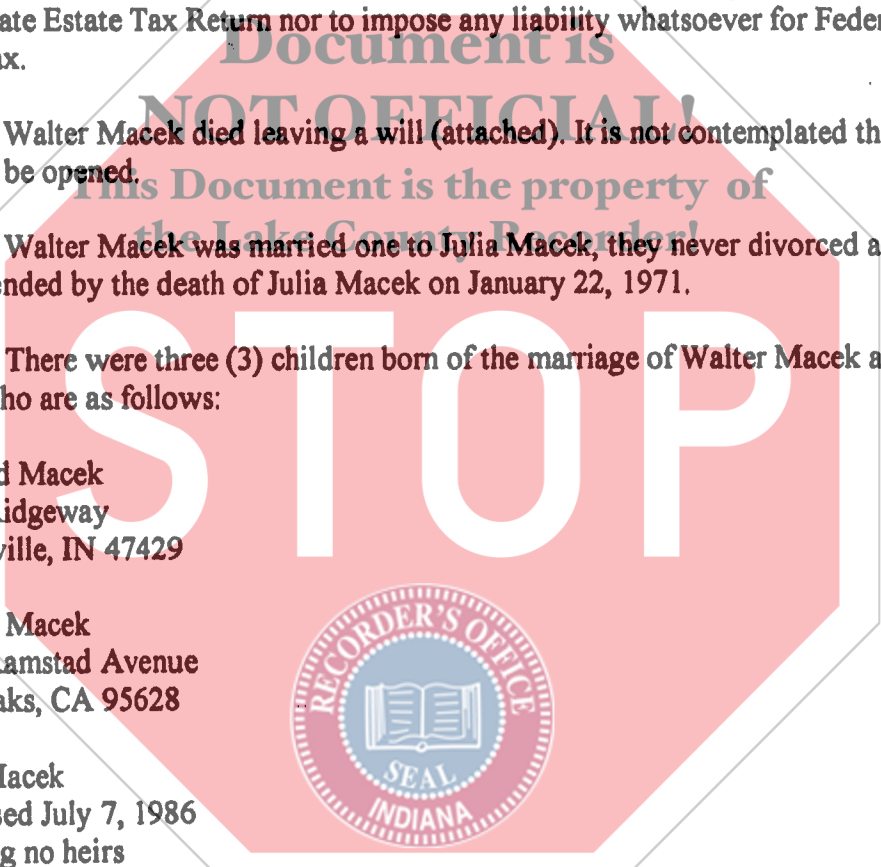 ate Estate Tax Return nor to impose any liability whatsoever for Feder
ax.
Document is
NOT OFFICIAL!
Walter Macek died leaving a will (attached). It is not contemplated th
be opened.
This Document is the property of
the Lake County Recorder!
Walter Macek was married one to Julia Macek, they never divorced a
ended by the death of Julia Macek on January 22, 1971.
There were three (3) children born of the marriage of Walter Macek a
ho are as follows:
STOP
d Macek
Ridgeway
ville, IN 47429
Macek
Ramstad Avenue
aks, CA 95628
RECORDER'S OFFICE
SEAL
INDIANA
Macek
sed July 7, 1986
g no heirs